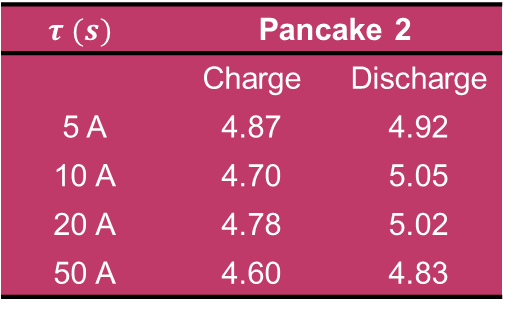 τ (s) Pancake 2
Charge Discharge
5 A 4.87 4.92
10 A 4.70 5.05
20 A 4.78 5.02
50 A 4.60 4.83